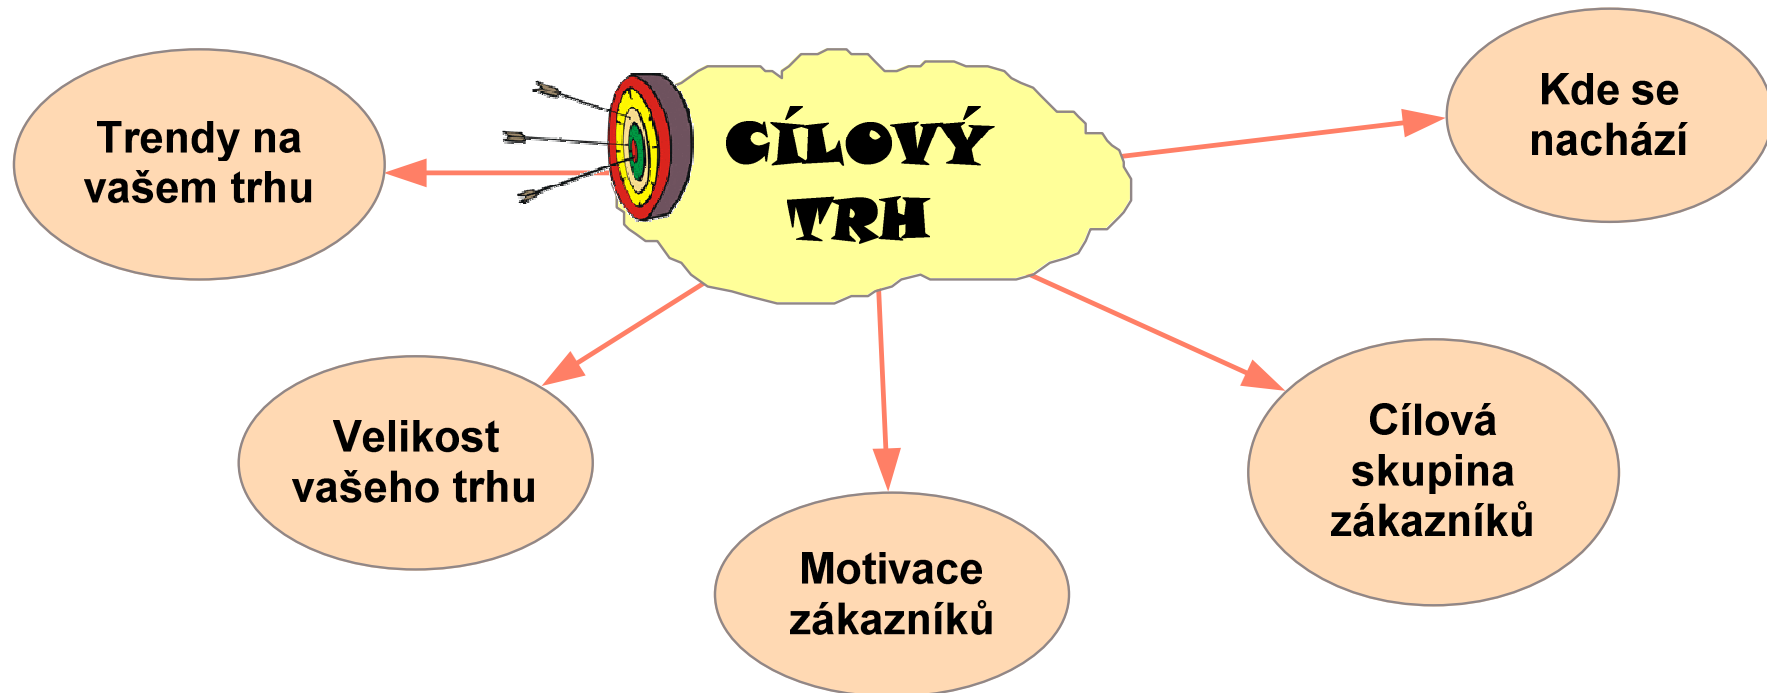 CÍLOVÝ
TRH
Trendy na
vašem trhu
Kde se
nachází
Velikost
vašeho trhu
Motivace
zákazníků
Cílová
skupina
zákazníků